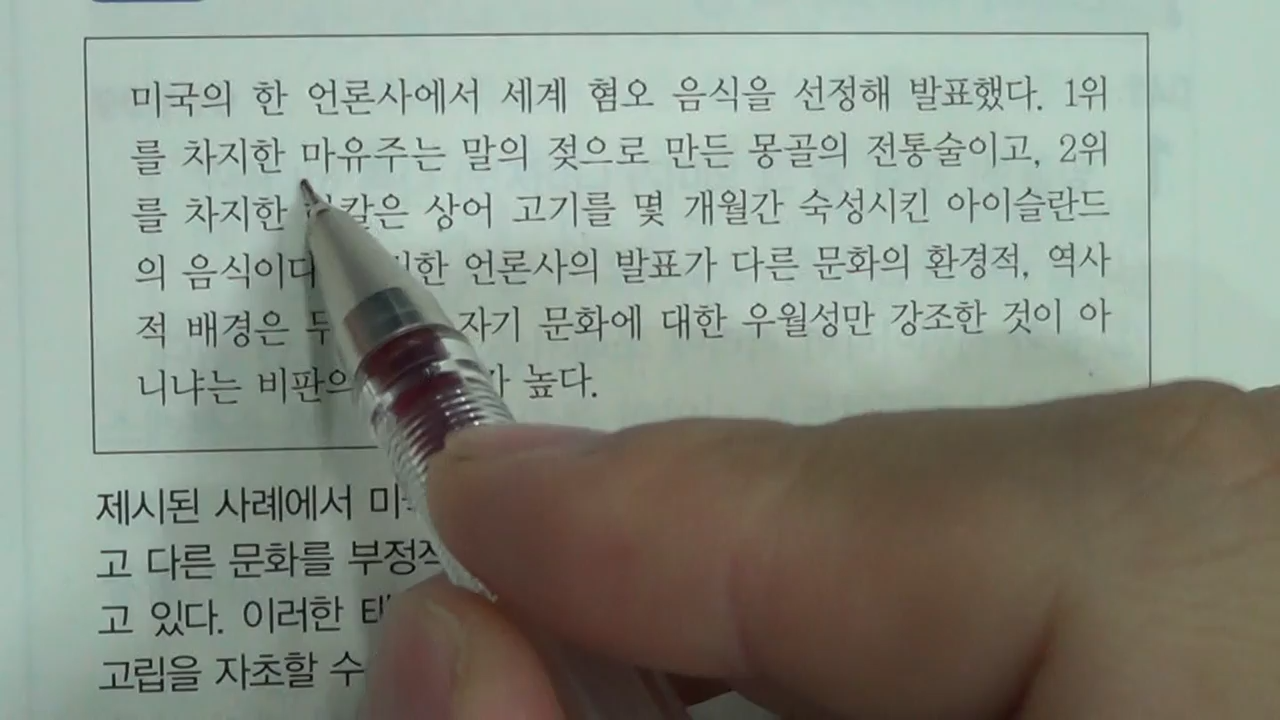 미국의 한 언론사에서 세계 혐오 음식을 선정해 발표했다. 1위
를 차지한 마유주는 말의 젖으로 만든 몽골의 전통술이고, 2위
를 차지한 상어 고기를 몇 개월간 숙성시킨 아이슬란드
의 음식이다 언론사의 발표가 다른 문화의 환경적, 역사
적 배경은 자기 문화에 대한 우월성만 강조한 것이 아
니냐는 높다.
제시된 사례에서
고 다른 문화를
고 있다. 이러한
고립을 자초할 수